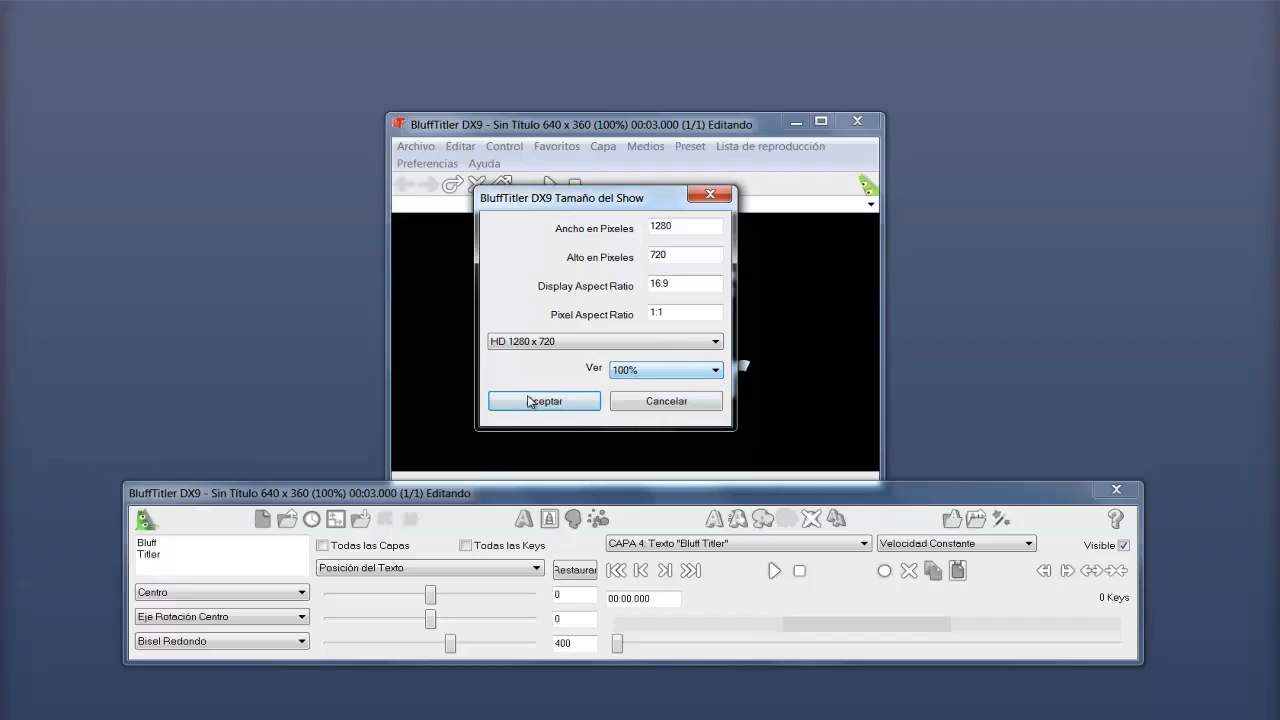 BluffTitler DX9 - Sin Título 640 x 360 (100%) 00:03.000 (1/1) Editando
Archivo Editar Control Favoritos Capa Medios Preset Lista de reproducción
Preferencias Ayuda
BluffTitler DX9 Tamaño del Show
Ancho en Pixeles 1280
Alto en Pixeles 720
Display Aspect Ratio 16:9
Pixel Aspect Ratio 1:1
HD 1280 x 720
Ver 100%
Aceptar Cancelar
BluffTitler DX9 - Sin Título 640 x 360 (100%) 00:03.000 (1/1) Editando
Bluff
Titler
Todas las Capas Todas las Keys CAPA 4: Texto "Bluff Titler" Velocidad Constante Visible
Posición del Texto Restaurar
Centro 0 00:00.000 0 Keys
Eje Rotación Centro 0
Bisel Redondo 400